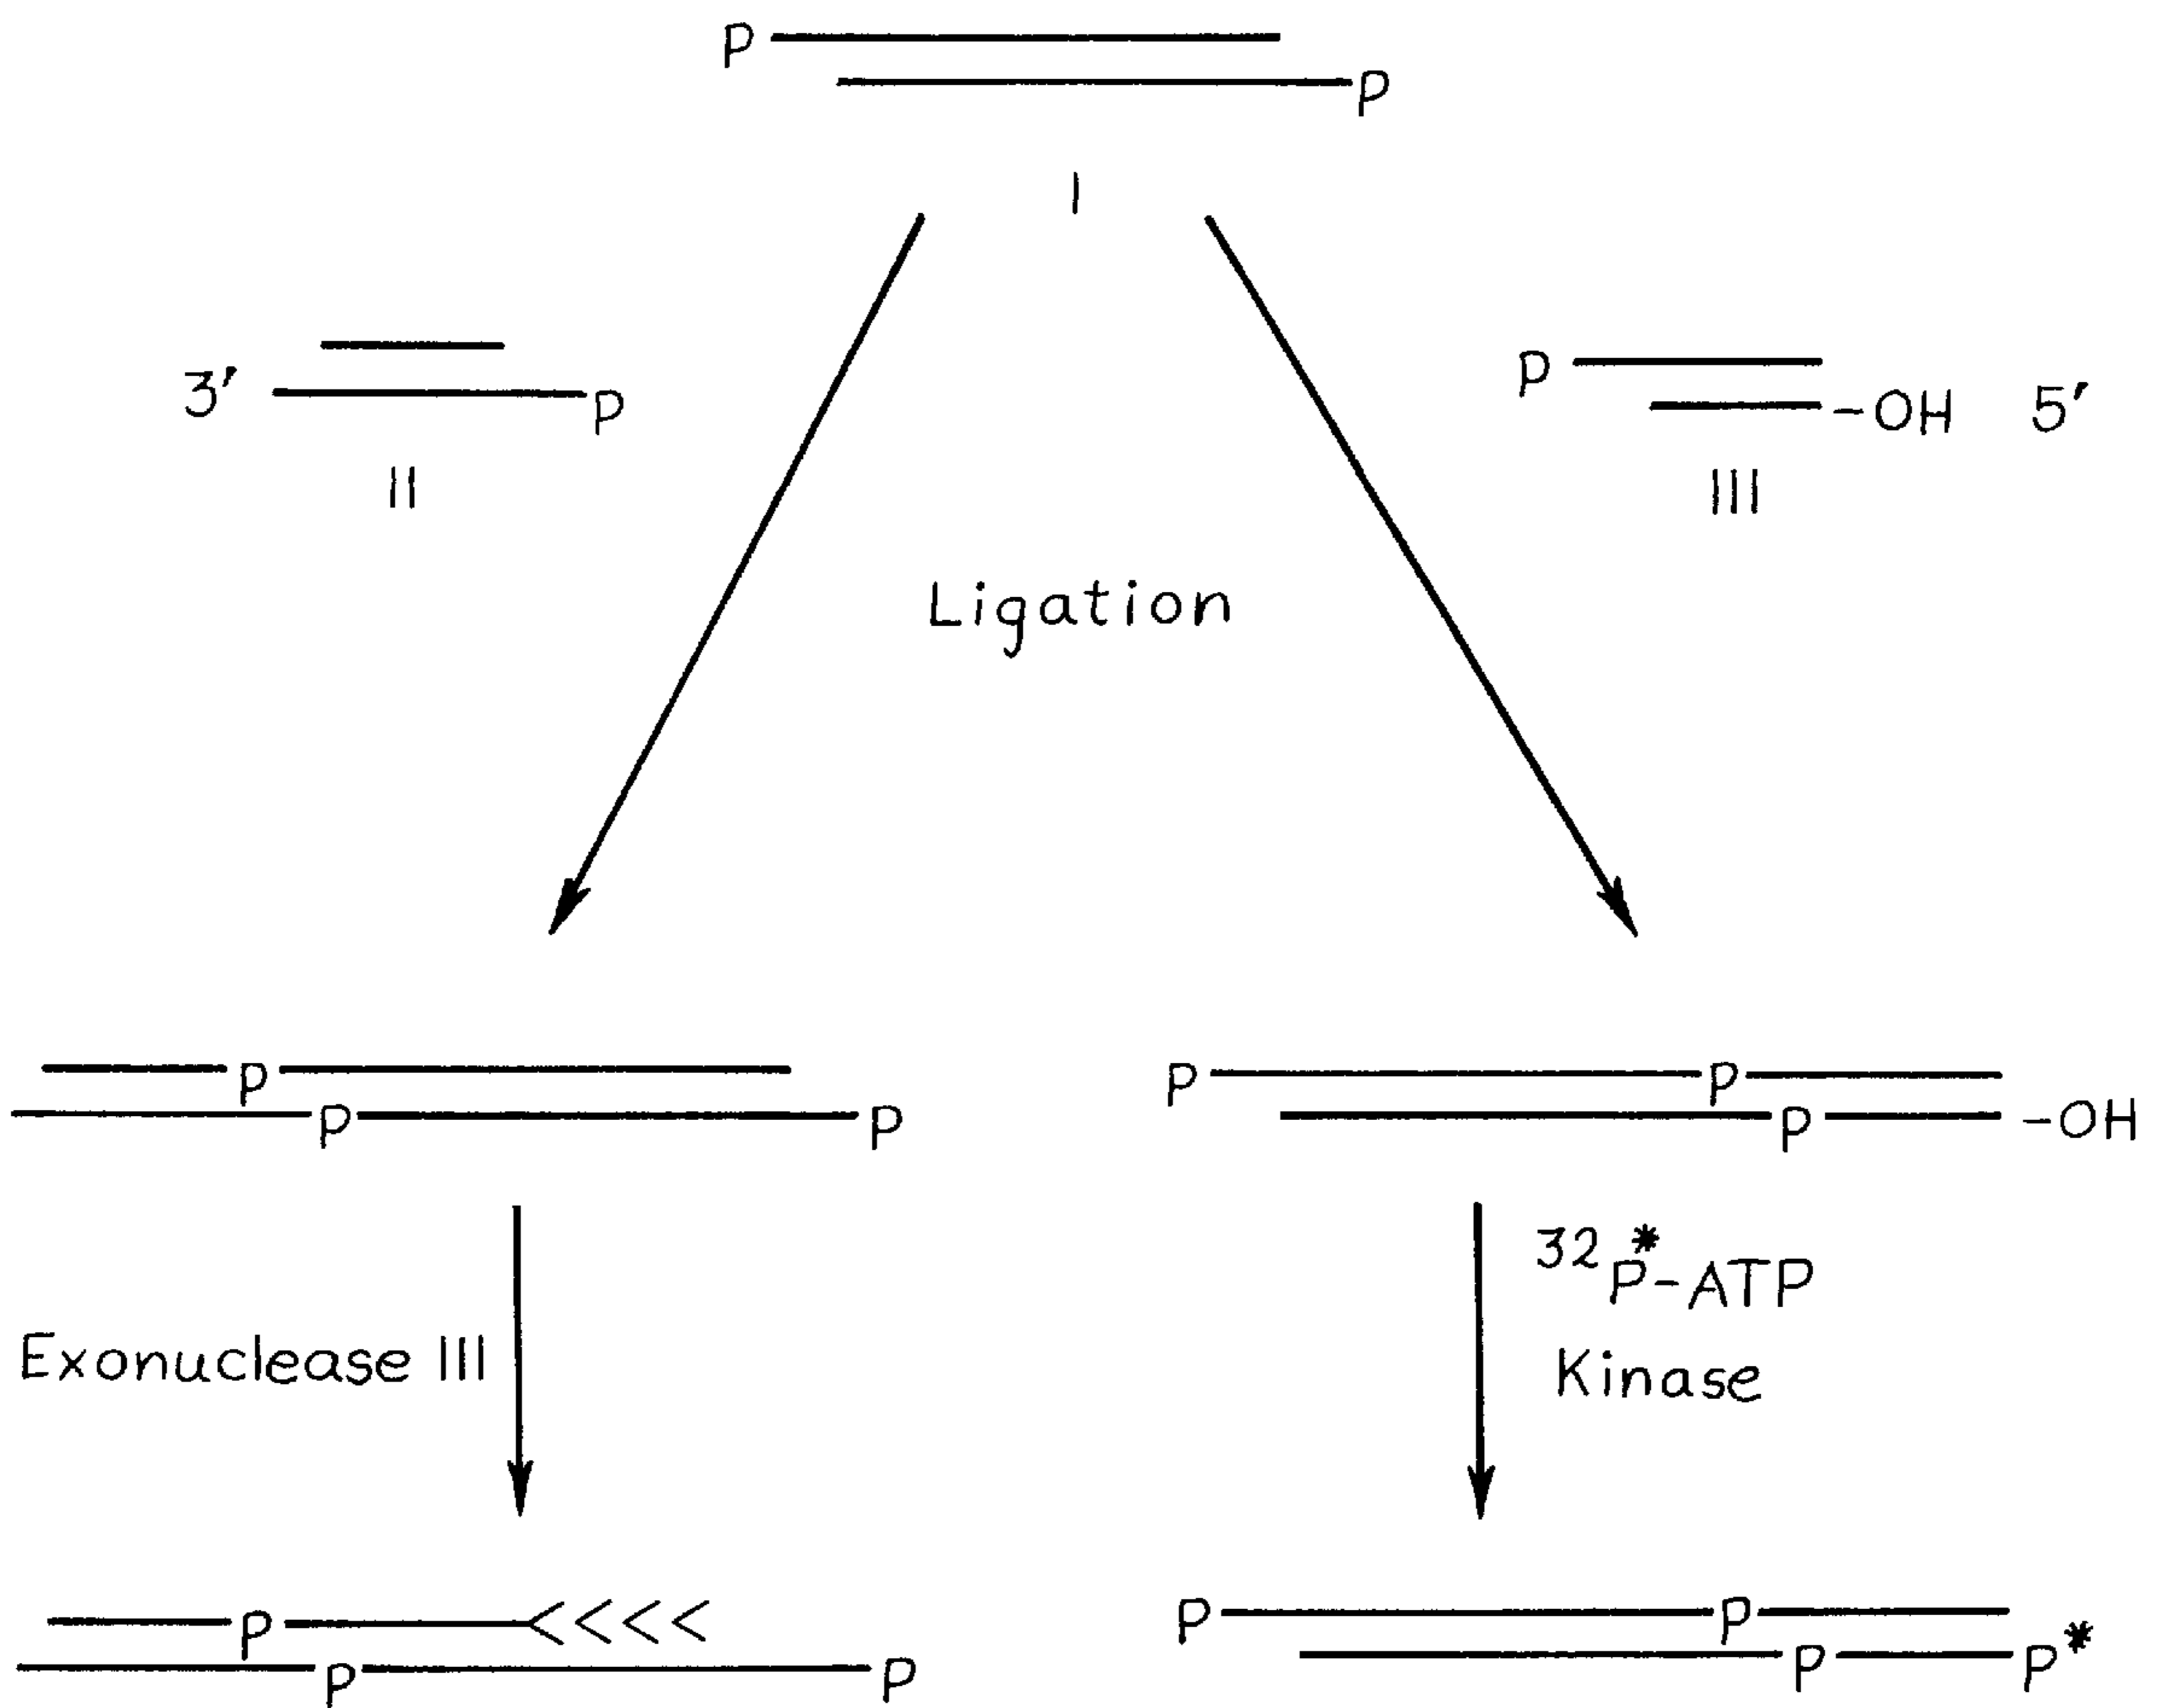 P
P
I
3'
P
II
P
-OH 5'
III
Ligation
P
P
P
P
P
P
-OH
Exonuclease III
32P*-ATP
Kinase
P
P
P
P
P
P
P*